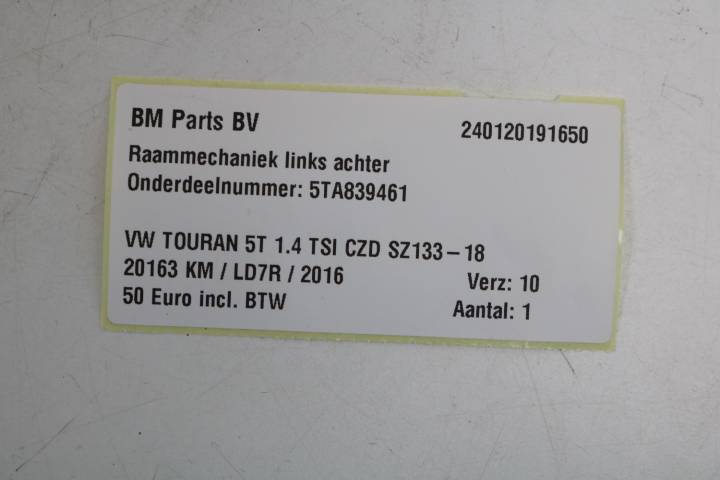 BM Parts BV 240120191650
Raammechaniek links achter
Onderdeelnummer: 5TA839461
VW TOURAN 5T 1.4 TSI CZD SZ133-18
20163 KM / LD7R / 2016 Verz: 10
50 Euro incl. BTW Aantal: 1